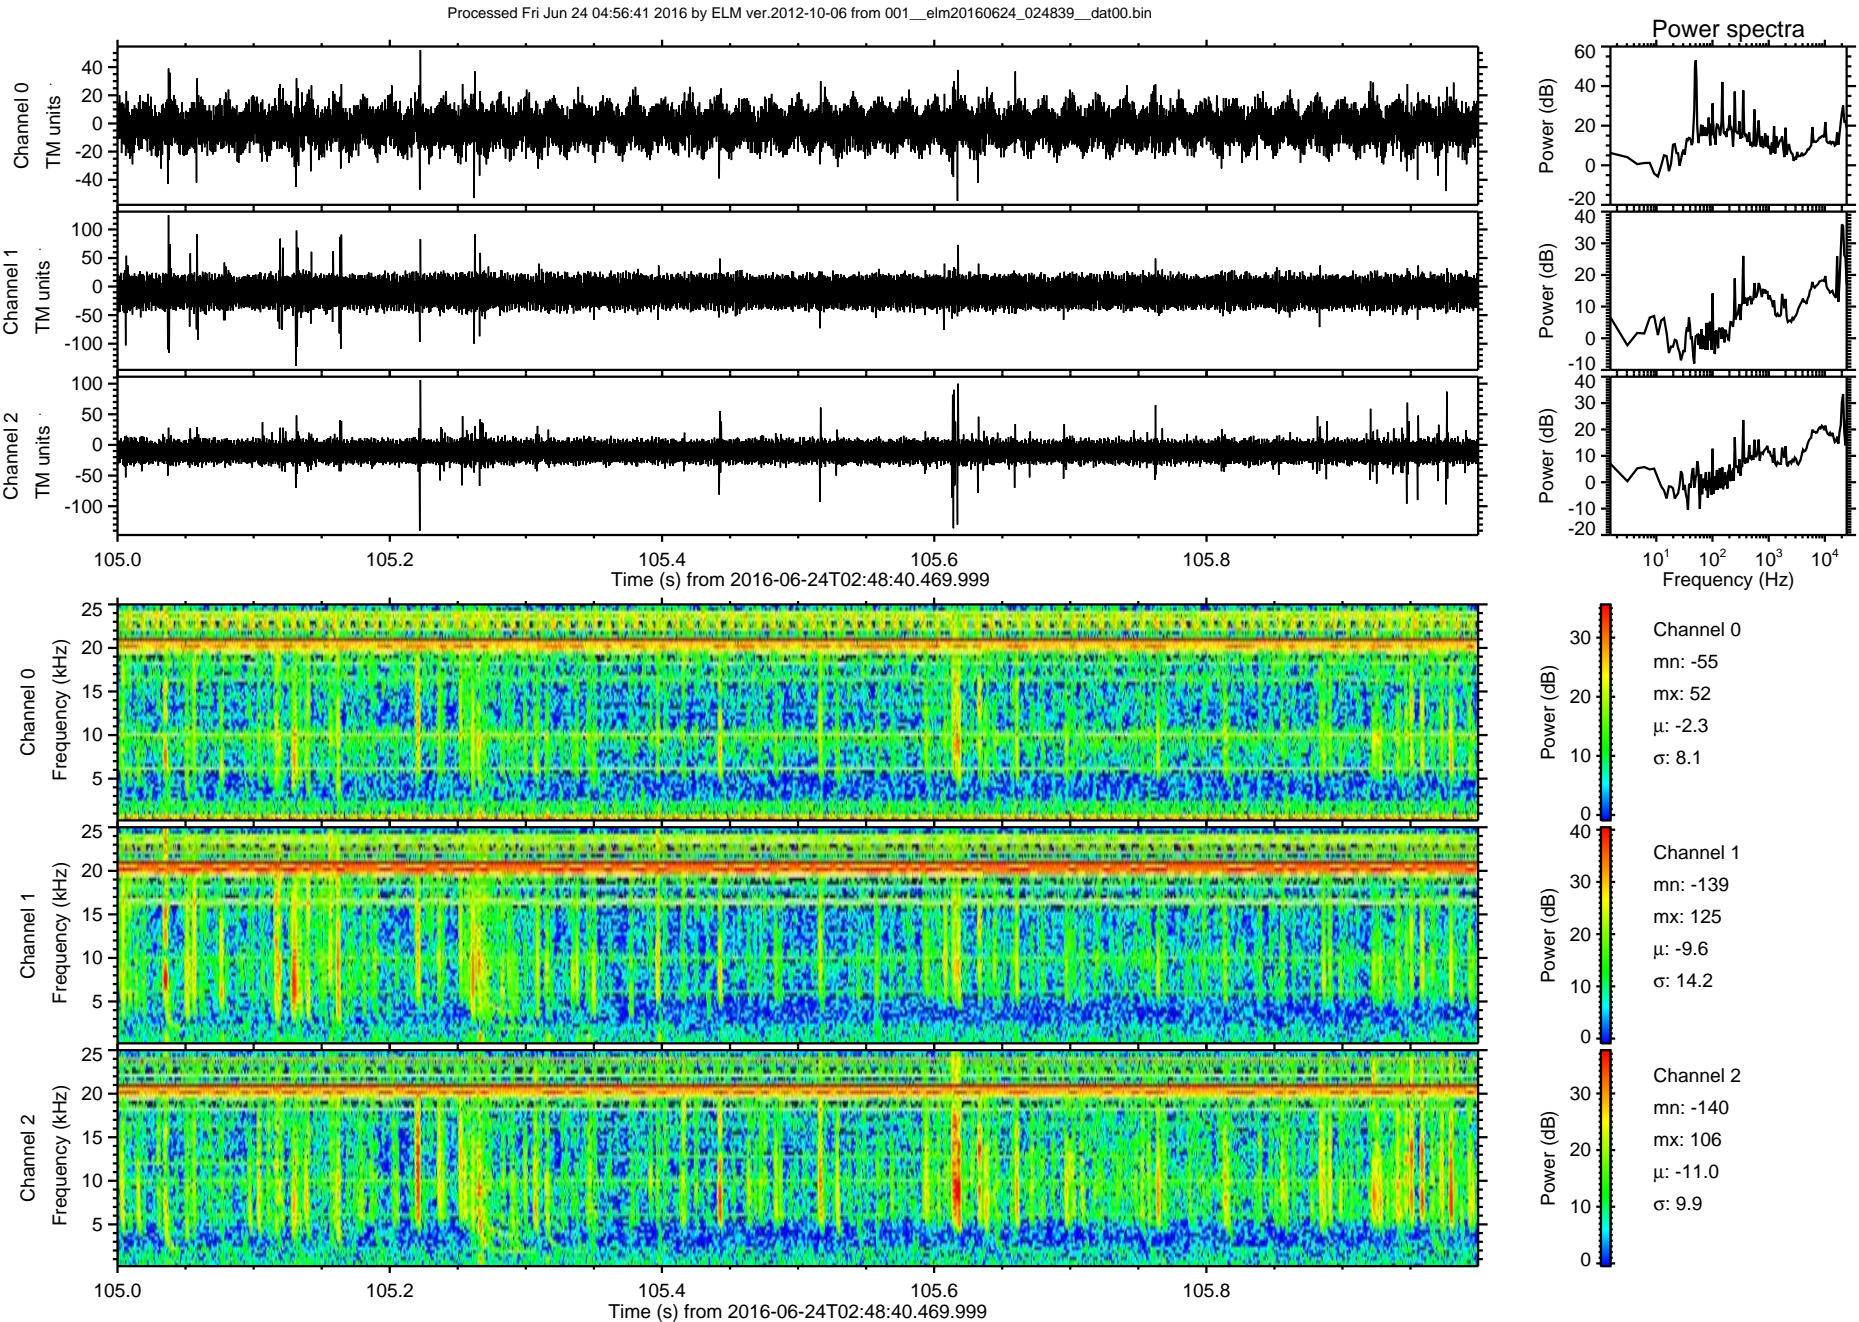 Processed Fri Jun 24 04:56:41 2016 by ELM ver.2012-10-06 from 001__elm20160624_024839__dat00.bin
Power spectra
Channel 0
TM units
40
20
0
-20
-40
Power (dB)
60
40
20
0
-20
Channel 1
TM units
100
50
0
-50
-100
Power (dB)
40
30
20
10
0
-10
Channel 2
TM units
100
50
0
-50
-100
Power (dB)
40
30
20
10
0
-10
-20
105.0 105.2 105.4 105.6 105.8
Time (s) from 2016-06-24T02:48:40.469.999
10^1 10^2 10^3 10^4
Frequency (Hz)
Channel 0
Frequency (kHz)
25
20
15
10
5
Power (dB)
30
20
10
0
Channel 0
mn: -55
mx: 52
μ: -2.3
σ: 8.1
Channel 1
Frequency (kHz)
25
20
15
10
5
Power (dB)
40
30
20
10
0
Channel 1
mn: -139
mx: 125
μ: -9.6
σ: 14.2
Channel 2
Frequency (kHz)
25
20
15
10
5
Power (dB)
30
20
10
0
Channel 2
mn: -140
mx: 106
μ: -11.0
σ: 9.9
105.0 105.2 105.4 105.6 105.8
Time (s) from 2016-06-24T02:48:40.469.999